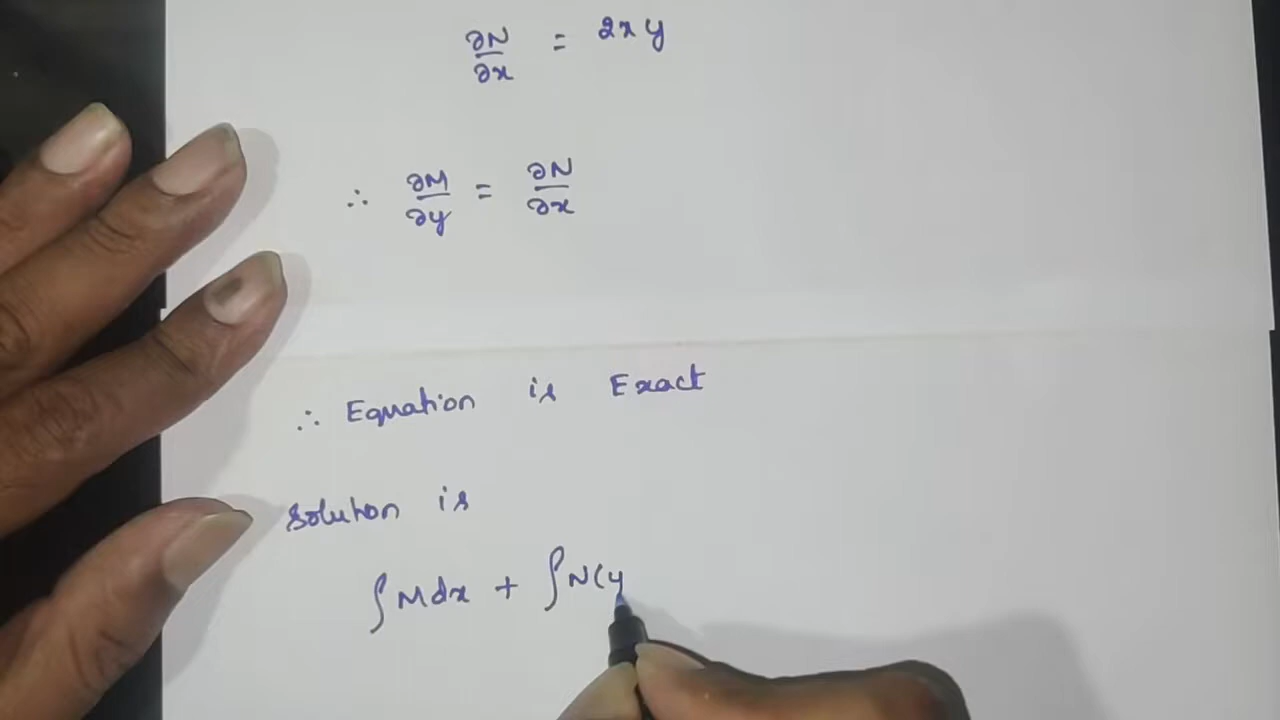 ∂N/∂x = 2xy
∴ ∂M/∂y = ∂N/∂x
∴ Equation is Exact
solution is
∫Mdx + ∫N(y